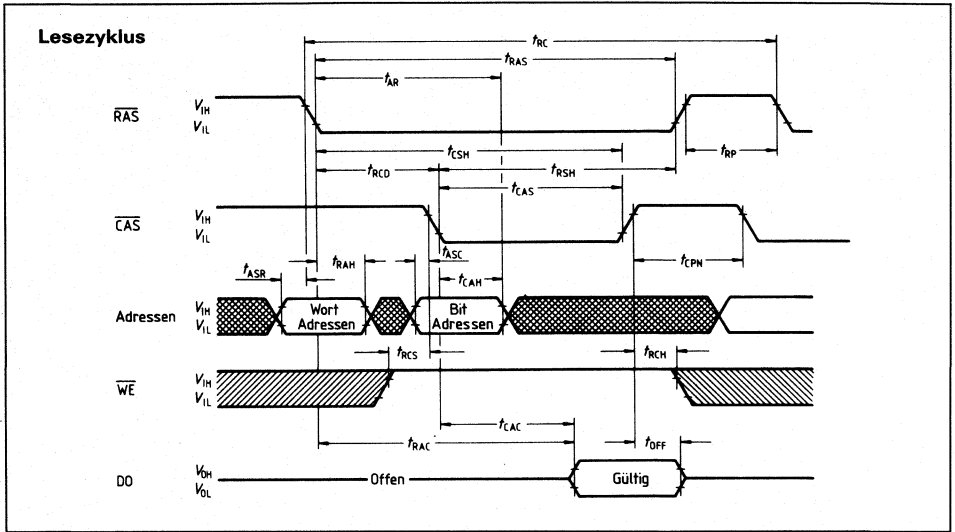 Lesezyklus
tRC
tRAS
tAR
RAS
VIH
VIL
tRP
tCSH
tRCD
tRSH
tCAS
CAS
VIH
VIL
tASC
tRAH
tCPN
tASR
tCAH
Adressen
VIH
VIL
Wort
Adressen
Bit
Adressen
tRCS
tRCH
WE
VIH
VIL
tCAC
tRAC
tOFF
DO
VOH
VOL
Offen
Gültig